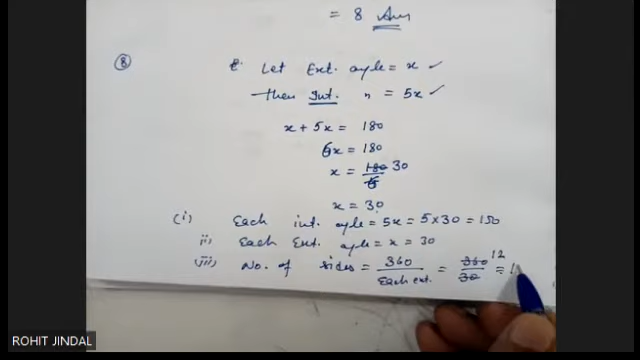 = 8 Ans
8 Let Ext. angle = x ✓
then Int. " = 5x ✓
x + 5x = 180
6x = 180
x = 180/6 30
x = 30
(i) Each int. angle = 5x = 5 x 30 = 150
ii) Each Ext. angle = x = 30
(iii) No. of sides = 360/Each ext. = 360/30 12 = 1
ROHIT JINDAL